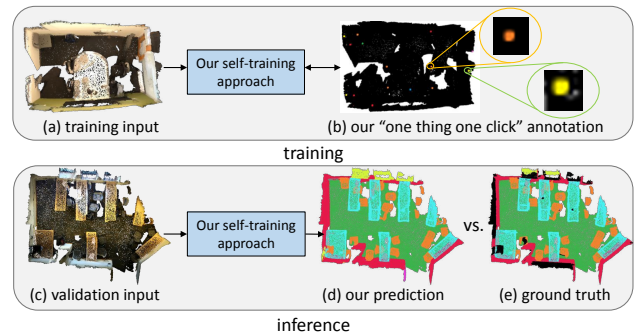 Our self-training
approach
(a) training input
(b) our “one thing one click” annotation
training
Our self-training
approach
vs.
(c) validation input
(d) our prediction
(e) ground truth
inference